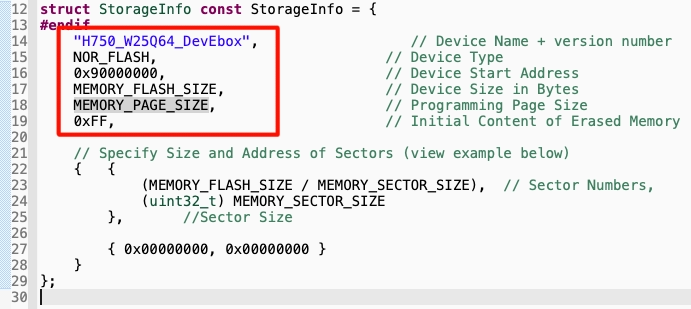 12 struct StorageInfo const StorageInfo = {
13 #endif
14 "H750_W25Q64_DevEbox", // Device Name + version number
15 NOR_FLASH, // Device Type
16 0x90000000, // Device Start Address
17 MEMORY_FLASH_SIZE, // Device Size in Bytes
18 MEMORY_PAGE_SIZE, // Programming Page Size
19 0xFF, // Initial Content of Erased Memory
20
21 // Specify Size and Address of Sectors (view example below)
22 { {
23 (MEMORY_FLASH_SIZE / MEMORY_SECTOR_SIZE), // Sector Numbers,
24 (uint32_t) MEMORY_SECTOR_SIZE
25 }, //Sector Size
26
27 { 0x00000000, 0x00000000 }
28 }
29 };
30